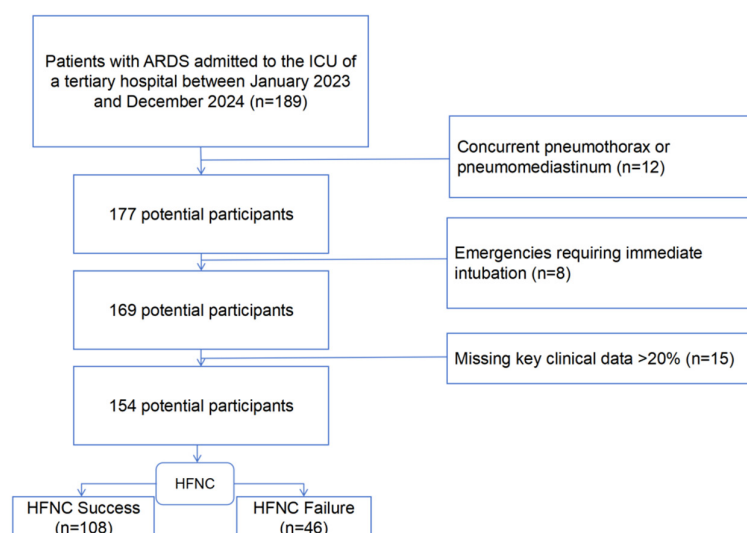 Patients with ARDS admitted to the ICU of
a tertiary hospital between January 2023
and December 2024 (n=189)
Concurrent pneumothorax or
pneumomediastinum (n=12)
177 potential participants
Emergencies requiring immediate
intubation (n=8)
169 potential participants
Missing key clinical data >20% (n=15)
154 potential participants
HFNC
HFNC Success
(n=108)
HFNC Failure
(n=46)